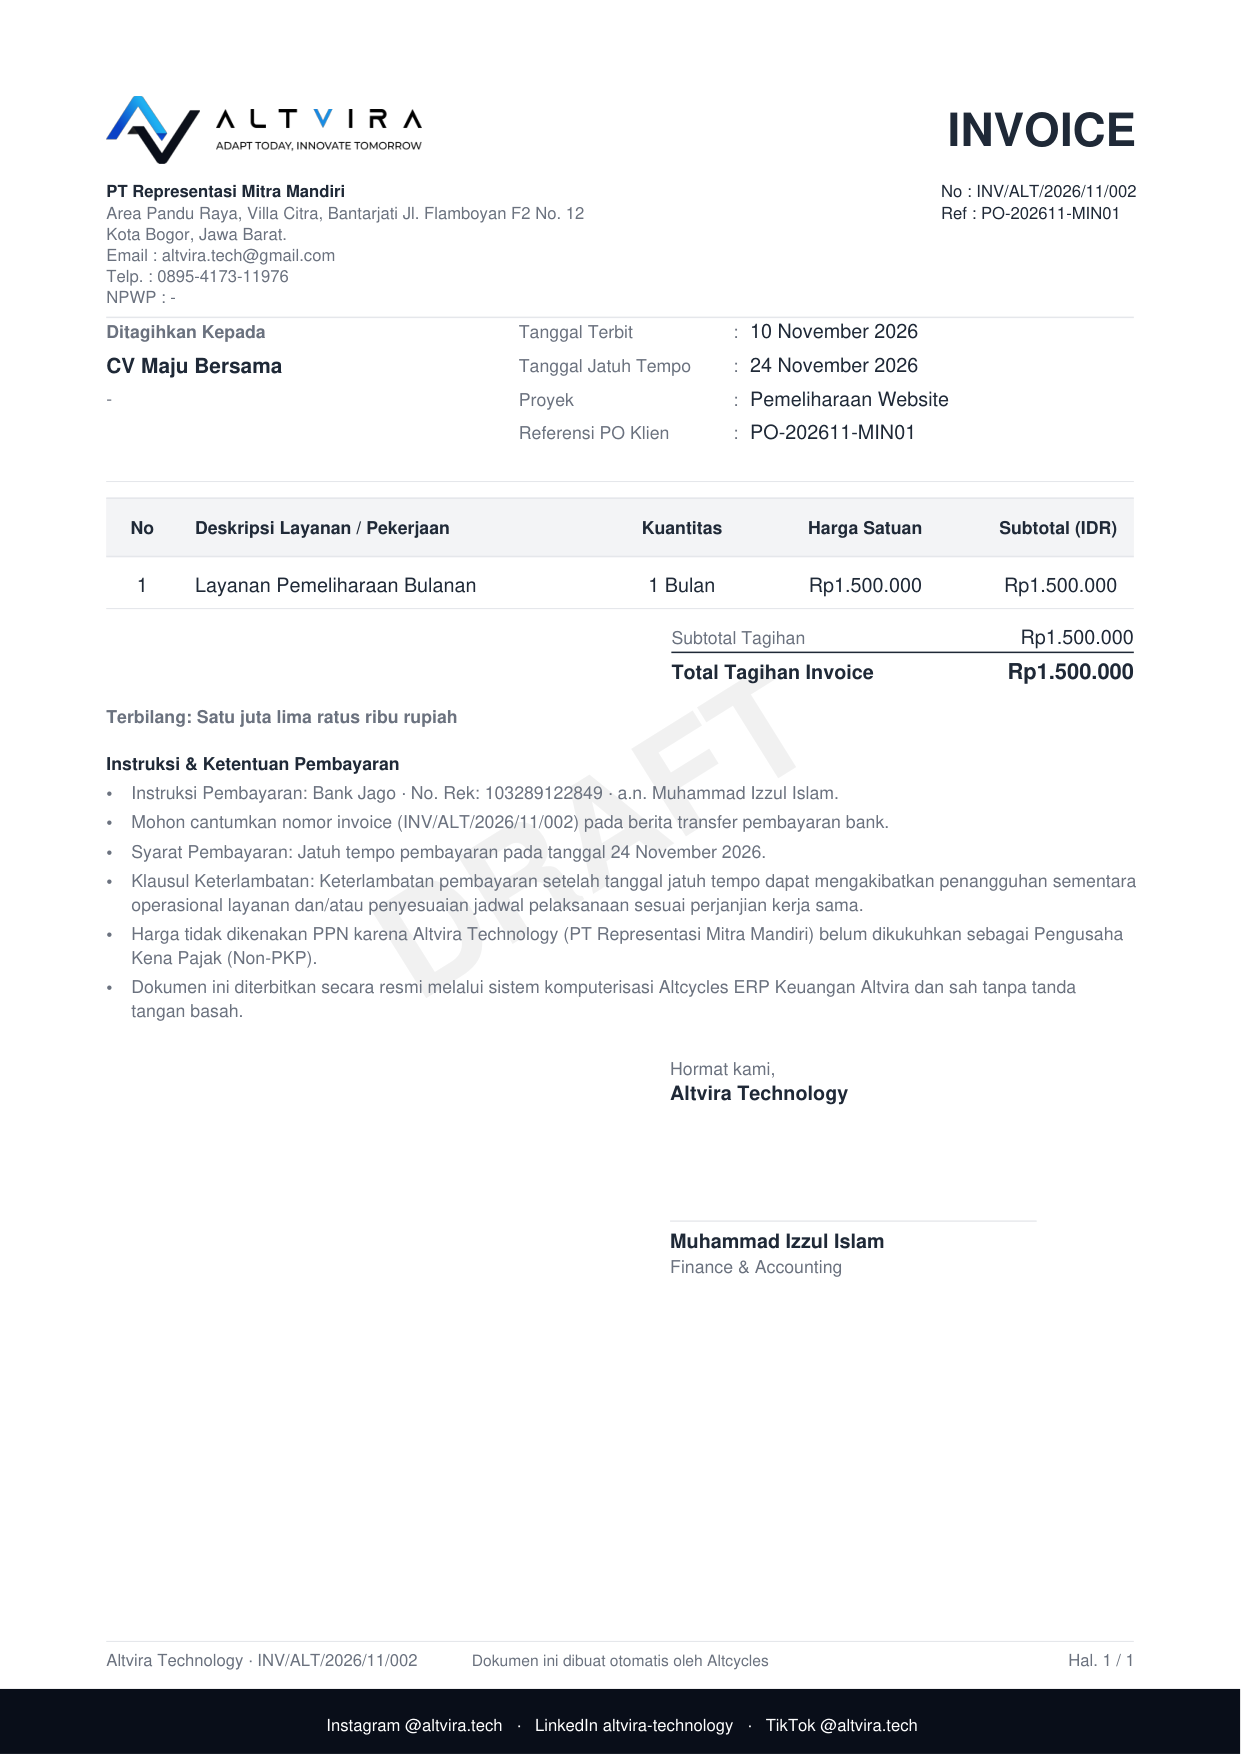 ALTVIRA
ADAPT TODAY, INNOVATE TOMORROW
INVOICE
PT Representasi Mitra Mandiri
Area Pandu Raya, Villa Citra, Bantarjati Jl. Flamboyan F2 No. 12
Kota Bogor, Jawa Barat.
Email : altvira.tech@gmail.com
Telp. : 0895-4173-11976
NPWP : -
No : INV/ALT/2026/11/002
Ref : PO-202611-MIN01
Ditagihkan Kepada
CV Maju Bersama
-
Tanggal Terbit : 10 November 2026
Tanggal Jatuh Tempo : 24 November 2026
Proyek : Pemeliharaan Website
Referensi PO Klien : PO-202611-MIN01
No Deskripsi Layanan / Pekerjaan Kuantitas Harga Satuan Subtotal (IDR)
1 Layanan Pemeliharaan Bulanan 1 Bulan Rp1.500.000 Rp1.500.000
Subtotal Tagihan Rp1.500.000
Total Tagihan Invoice Rp1.500.000
DRAFT
Terbilang: Satu juta lima ratus ribu rupiah
Instruksi & Ketentuan Pembayaran
• Instruksi Pembayaran: Bank Jago · No. Rek: 103289122849 · a.n. Muhammad Izzul Islam.
• Mohon cantumkan nomor invoice (INV/ALT/2026/11/002) pada berita transfer pembayaran bank.
• Syarat Pembayaran: Jatuh tempo pembayaran pada tanggal 24 November 2026.
• Klausul Keterlambatan: Keterlambatan pembayaran setelah tanggal jatuh tempo dapat mengakibatkan penangguhan sementara
operasional layanan dan/atau penyesuaian jadwal pelaksanaan sesuai perjanjian kerja sama.
• Harga tidak dikenakan PPN karena Altvira Technology (PT Representasi Mitra Mandiri) belum dikukuhkan sebagai Pengusaha
Kena Pajak (Non-PKP).
• Dokumen ini diterbitkan secara resmi melalui sistem komputerisasi Altcycles ERP Keuangan Altvira dan sah tanpa tanda
tangan basah.
Hormat kami,
Altvira Technology
Muhammad Izzul Islam
Finance & Accounting
Altvira Technology · INV/ALT/2026/11/002 Dokumen ini dibuat otomatis oleh Altcycles Hal. 1 / 1
Instagram @altvira.tech · LinkedIn altvira-technology · TikTok @altvira.tech